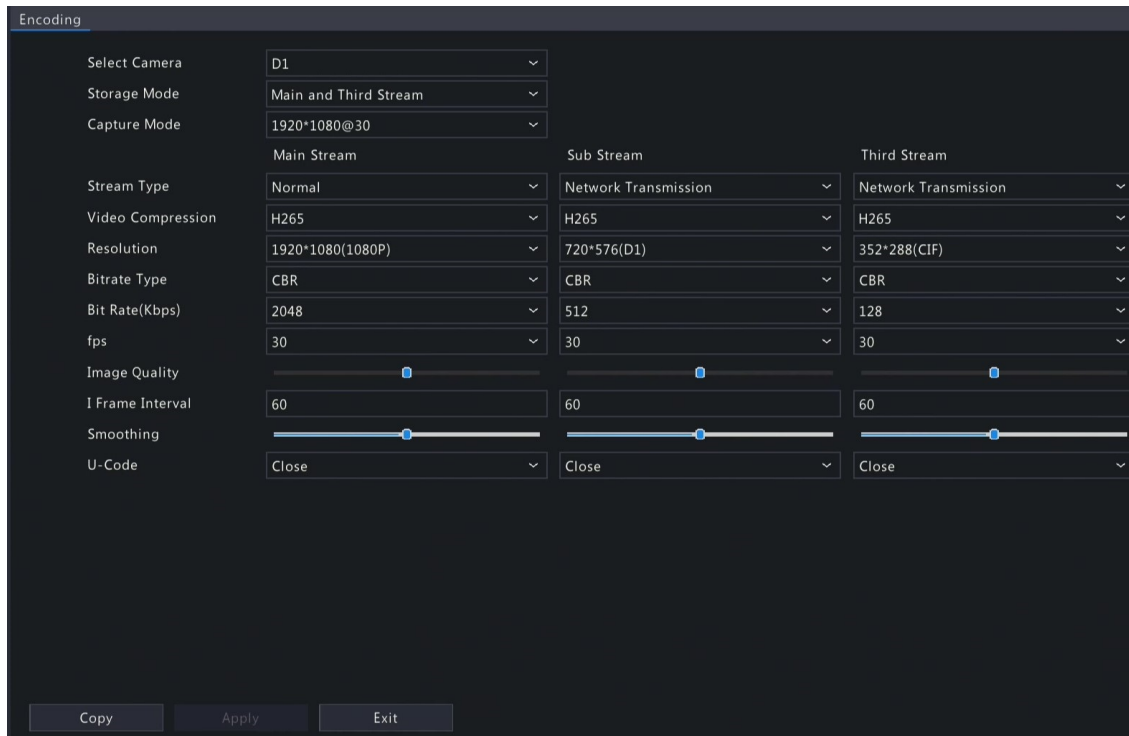 Encoding
Select Camera D1
Storage Mode Main and Third Stream
Capture Mode 1920*1080@30
Main Stream Sub Stream Third Stream
Stream Type Normal Network Transmission Network Transmission
Video Compression H265 H265 H265
Resolution 1920*1080(1080P) 720*576(D1) 352*288(CIF)
Bitrate Type CBR CBR CBR
Bit Rate(Kbps) 2048 512 128
fps 30 30 30
Image Quality
I Frame Interval 60 60 60
Smoothing
U-Code Close Close Close
Copy Apply Exit